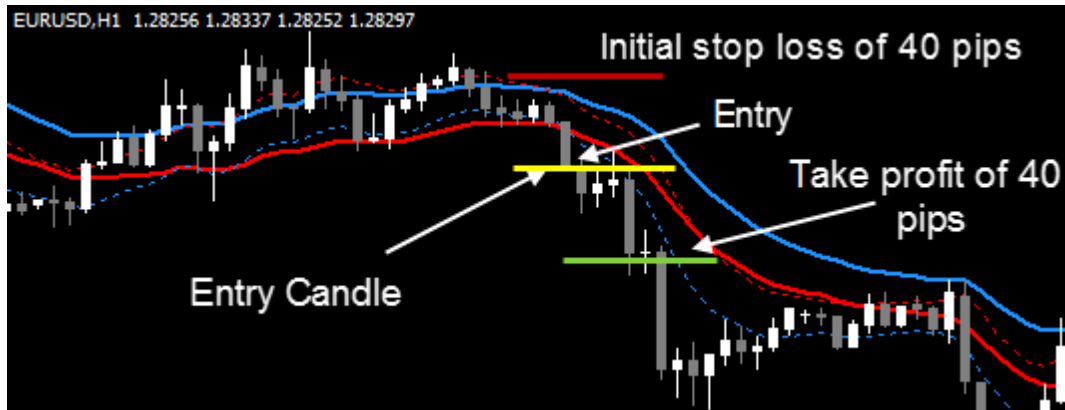 EURUSD,H1 1.28256 1.28337 1.28252 1.28297
Initial stop loss of 40 pips
Entry
Take profit of 40
pips
Entry Candle